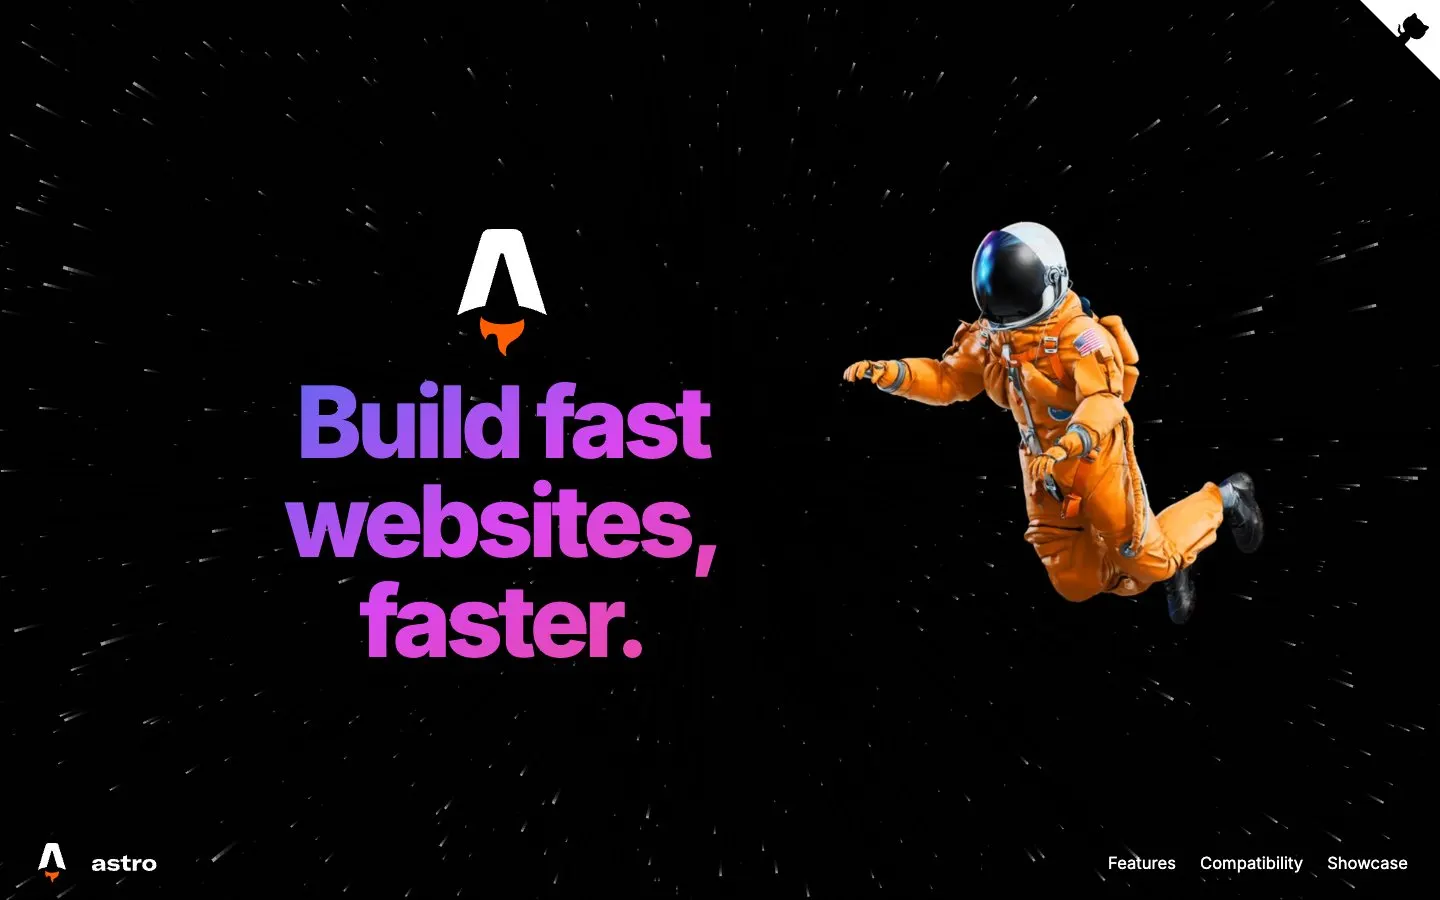 Build fast
websites,
faster.
astro
Features Compatibility Showcase